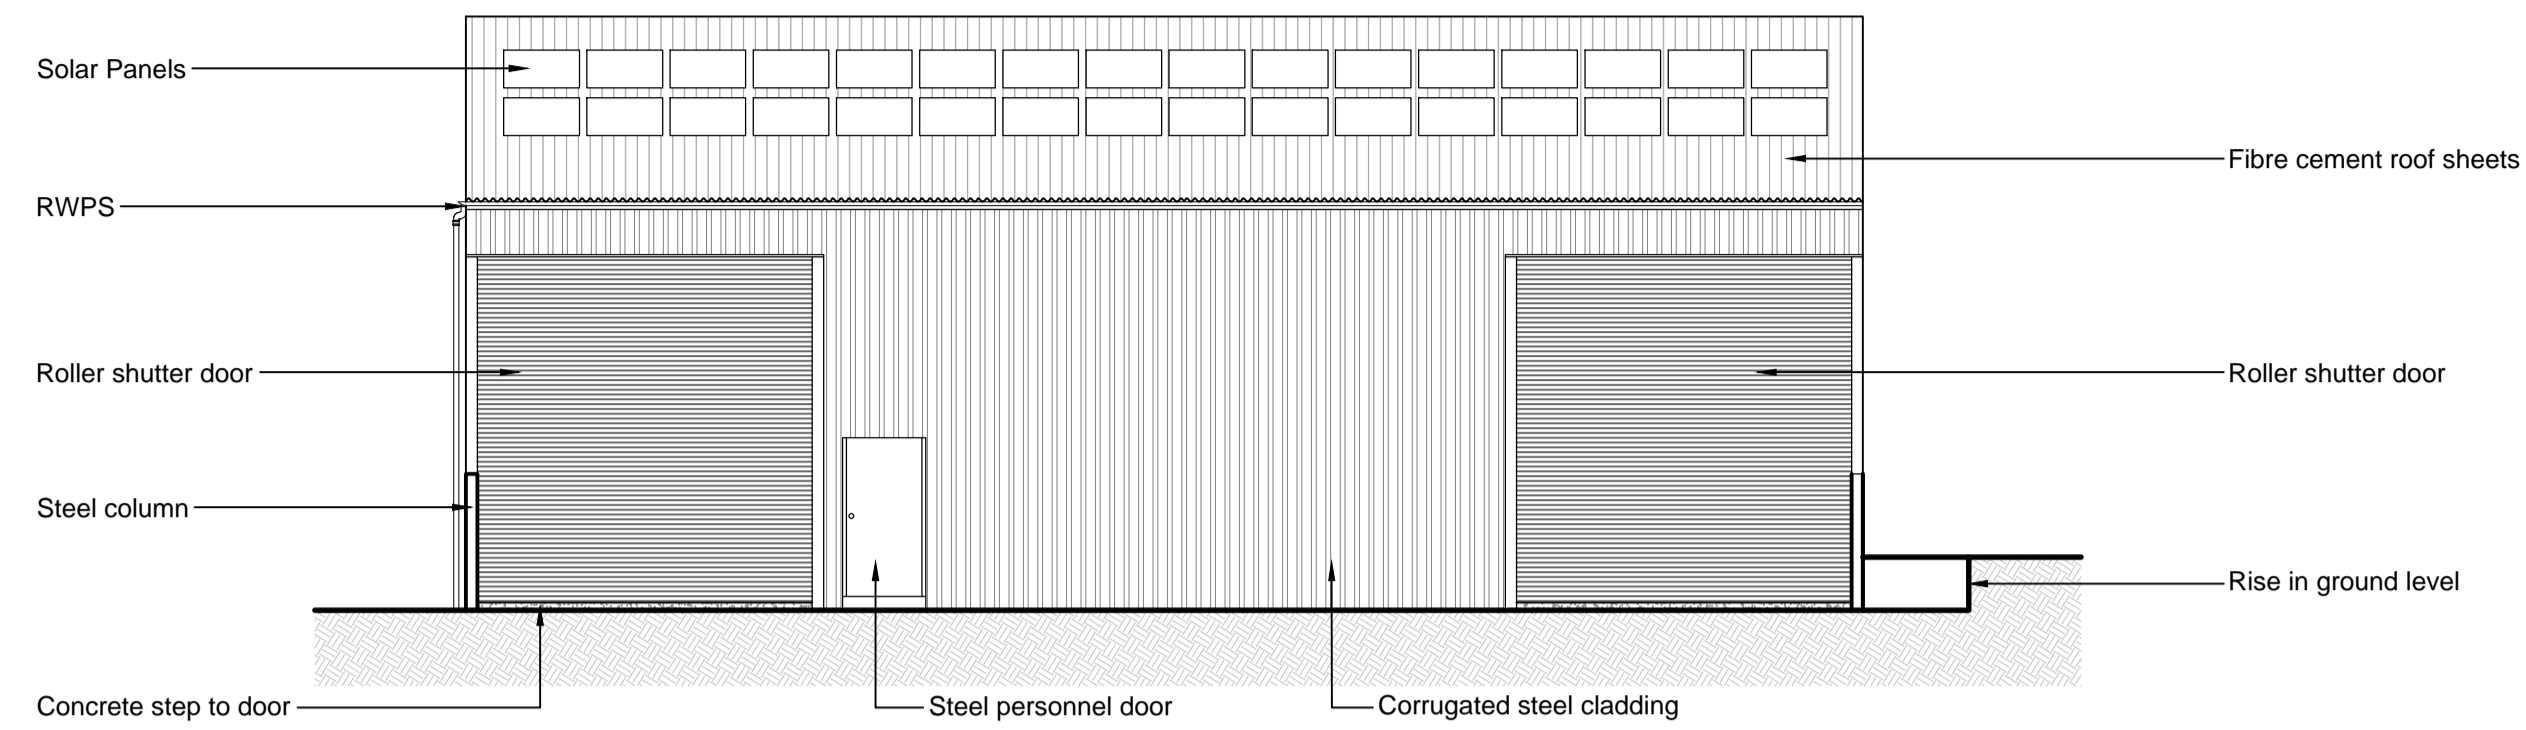 Solar Panels
Fibre cement roof sheets
RWPS
Roller shutter door
Roller shutter door
Steel column
Rise in ground level
Concrete step to door
Steel personnel door
Corrugated steel cladding